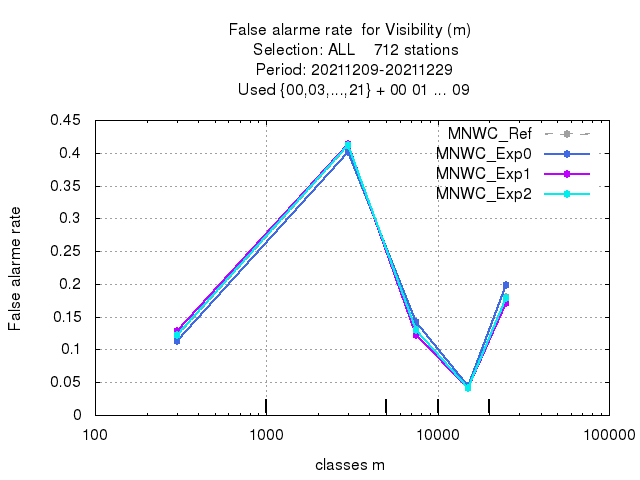 False alarme rate  for Visibility (m)
Selection: ALL    712 stations
Period: 20211209-20211229
Used {00,03,...,21} + 00 01 ... 09
MNWC_Ref
MNWC_Exp0
MNWC_Exp1
MNWC_Exp2
0.45
0.4
0.35
0.3
0.25
0.2
0.15
0.1
0.05
0
False alarme rate
100
1000
10000
100000
classes m